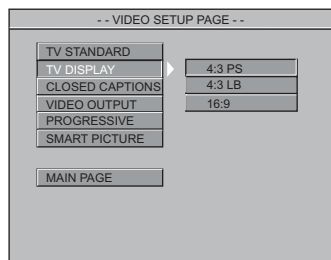 - - VIDEO SETUP PAGE - -
TV STANDARD
TV DISPLAY
CLOSED CAPTIONS
VIDEO OUTPUT
PROGRESSIVE
SMART PICTURE
MAIN PAGE
4:3 PS
4:3 LB
16:9